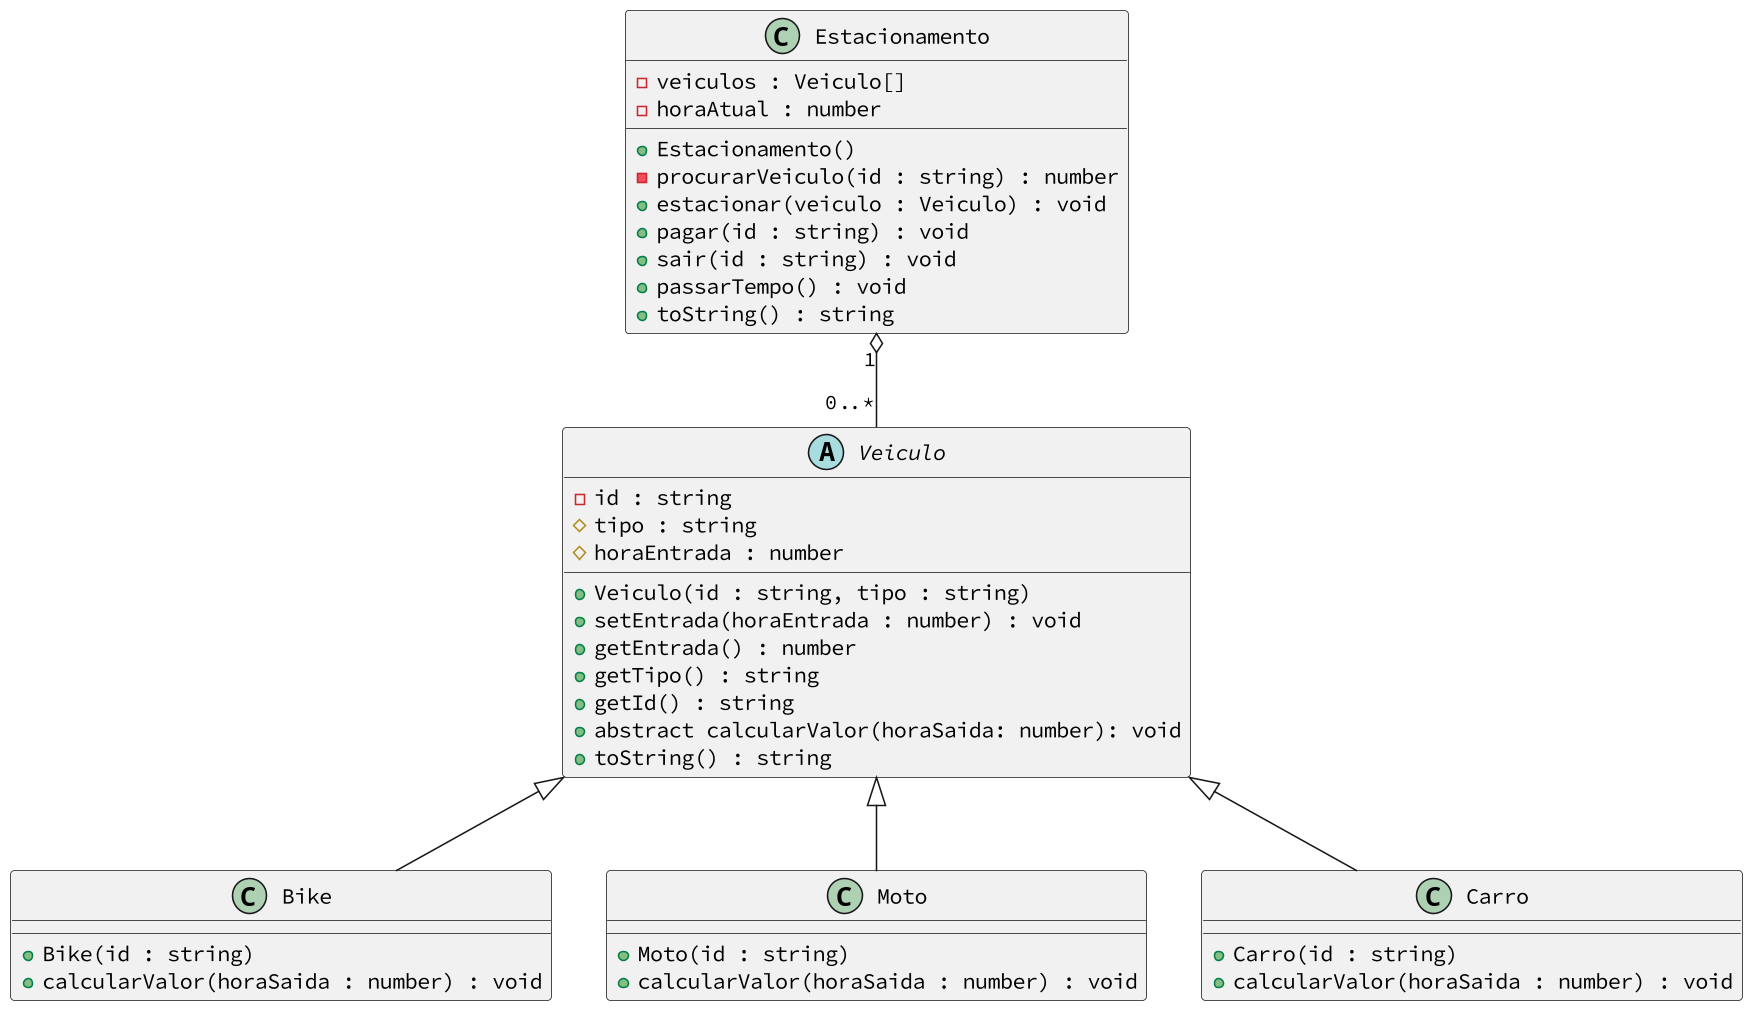 C Estacionamento
veiculos : Veiculo[]
horaAtual : number
Estacionamento()
procurarVeiculo(id : string) : number
estacionar(veiculo : Veiculo) : void
pagar(id : string) : void
sair(id : string) : void
passarTempo() : void
toString() : string
1
0..*
A Veiculo
id : string
tipo : string
horaEntrada : number
Veiculo(id : string, tipo : string)
setEntrada(horaEntrada : number) : void
getEntrada() : number
getTipo() : string
getId() : string
abstract calcularValor(horaSaida: number): void
toString() : string
C Bike
Bike(id : string)
calcularValor(horaSaida : number) : void
C Moto
Moto(id : string)
calcularValor(horaSaida : number) : void
C Carro
Carro(id : string)
calcularValor(horaSaida : number) : void